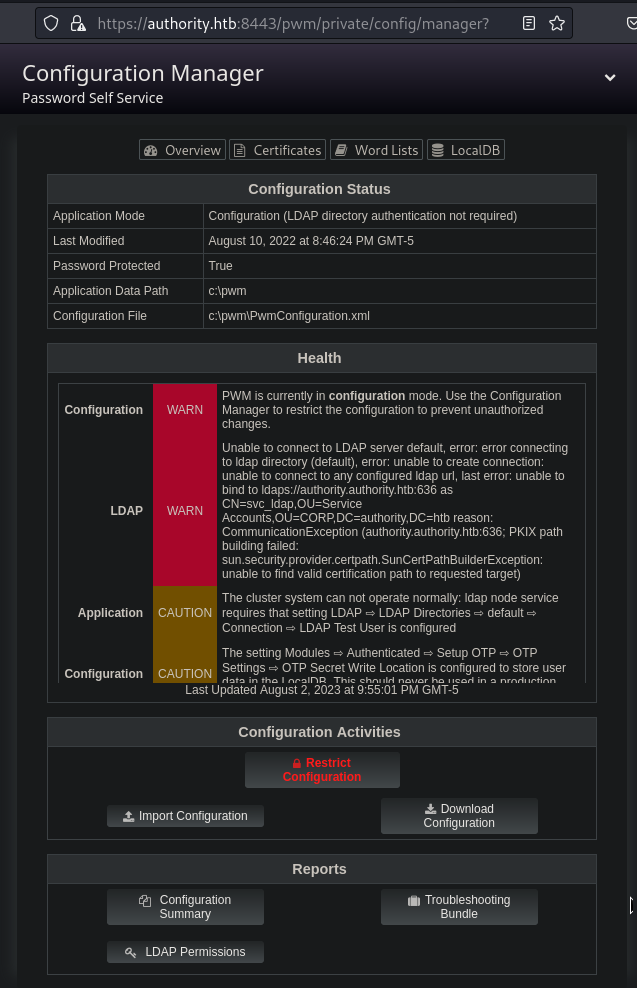 https://authority.htb:8443/pwm/private/config/manager?
Configuration Manager
Password Self Service
Overview
Certificates
Word Lists
LocalDB
Configuration Status
Application Mode
Configuration (LDAP directory authentication not required)
Last Modified
August 10, 2022 at 8:46:24 PM GMT-5
Password Protected
True
Application Data Path
c:\pwm
Configuration File
c:\pwm\PwmConfiguration.xml
Health
Configuration
WARN
PWM is currently in configuration mode. Use the Configuration
Manager to restrict the configuration to prevent unauthorized
changes.
LDAP
WARN
Unable to connect to LDAP server default, error: error connecting
to ldap directory (default), error: unable to create connection:
unable to connect to any configured ldap url, last error: unable to
bind to ldaps://authority.authority.htb:636 as
CN=svc_ldap,OU=Service
Accounts,OU=CORP,DC=authority,DC=htb reason:
CommunicationException (authority.authority.htb:636; PKIX path
building failed:
sun.security.provider.certpath.SunCertPathBuilderException:
unable to find valid certification path to requested target)
Application
CAUTION
The cluster system can not operate normally: ldap node service
requires that setting LDAP ⇨ LDAP Directories ⇨ default ⇨
Connection ⇨ LDAP Test User is configured
Configuration
CAUTION
The setting Modules ⇨ Authenticated ⇨ Setup OTP ⇨ OTP
Settings ⇨ OTP Secret Write Location is configured to store user
data in the LocalDB. This should never be used in a production
Last Updated August 2, 2023 at 9:55:01 PM GMT-5
Configuration Activities
Restrict
Configuration
Import Configuration
Download
Configuration
Reports
Configuration
Summary
Troubleshooting
Bundle
LDAP Permissions